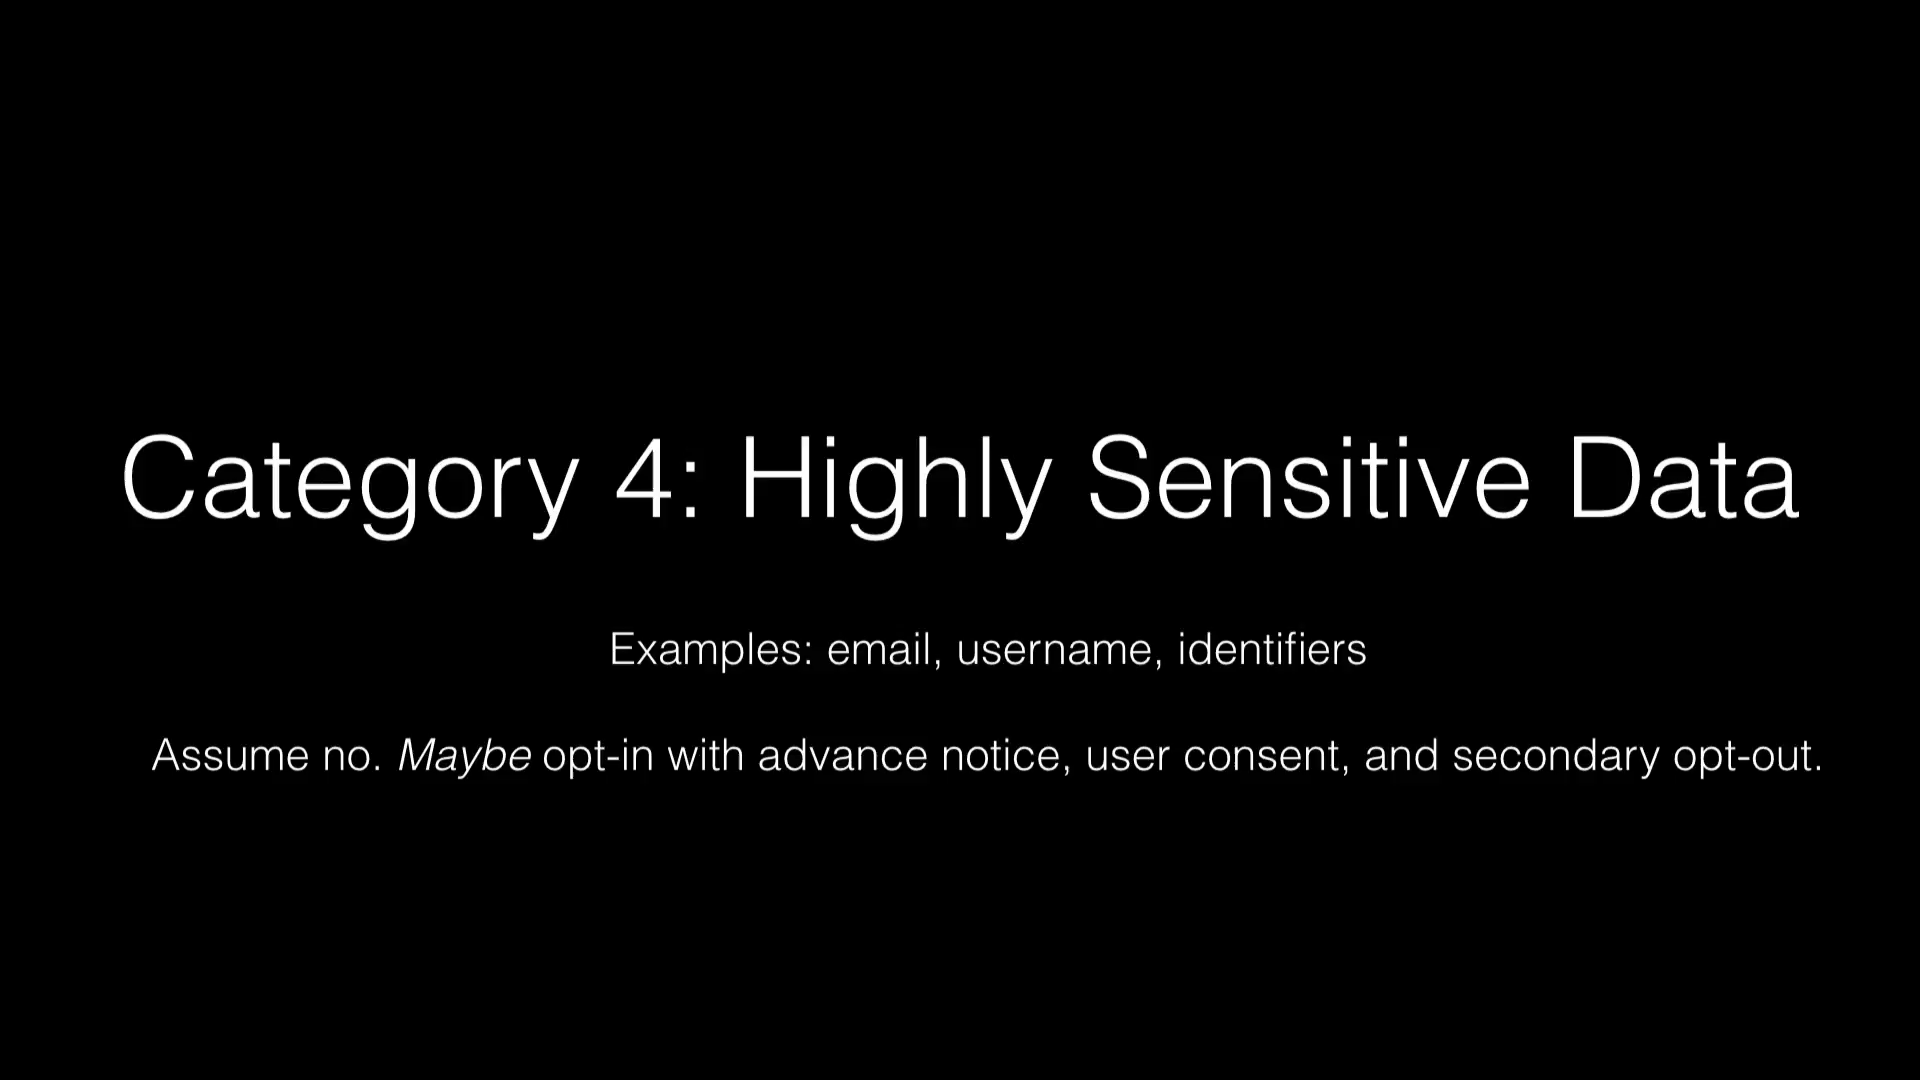 Category 4: Highly Sensitive Data
Examples: email, username, identifiers
Assume no. Maybe opt-in with advance notice, user consent, and secondary opt-out.